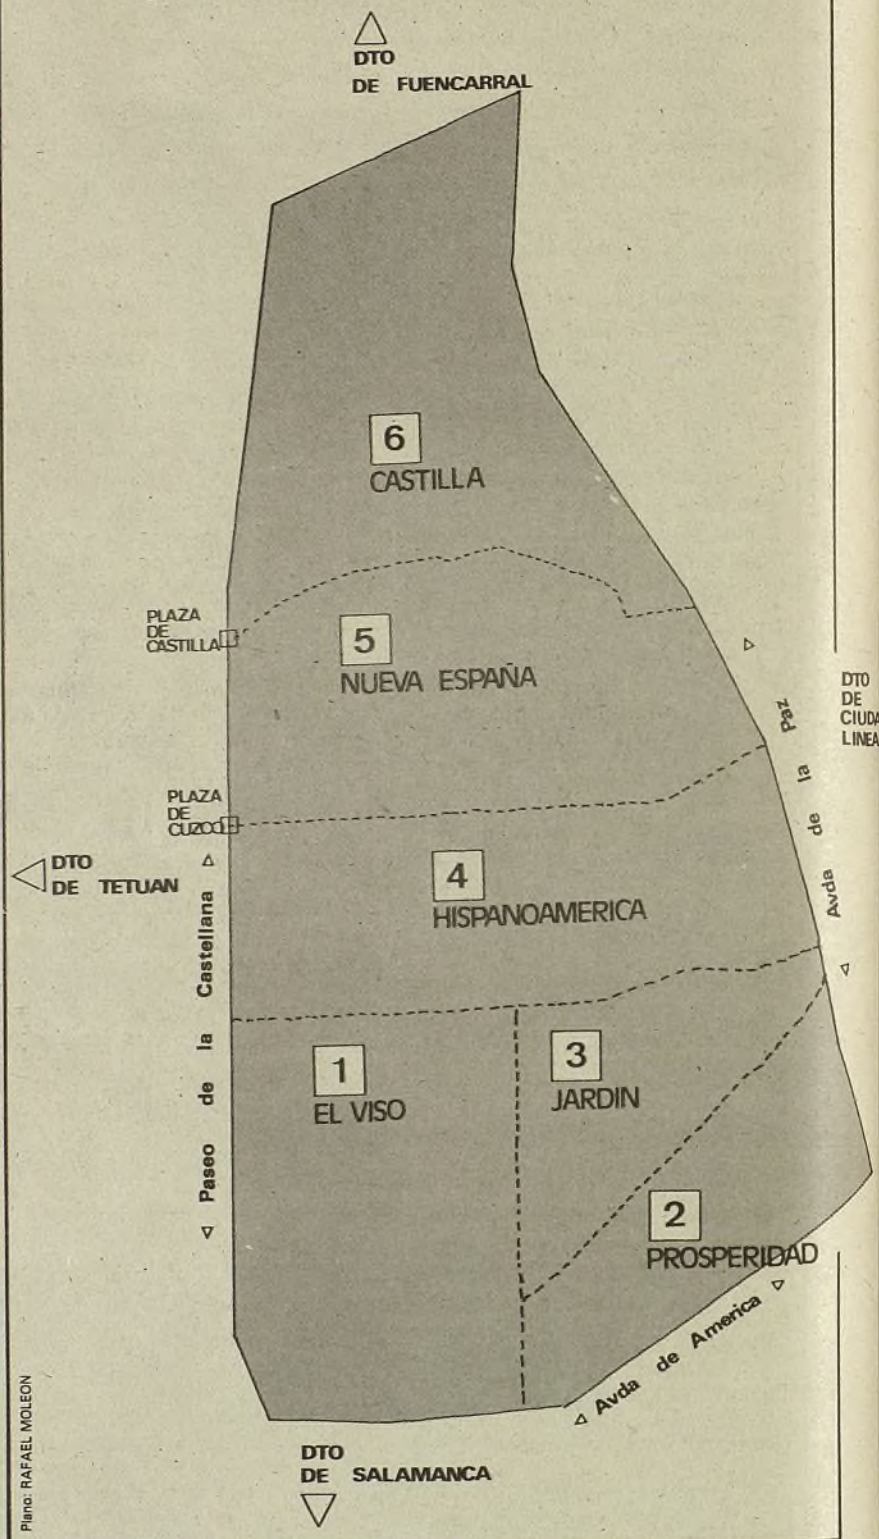 DTO
DE FUENCARRAL
6
CASTILLA
PLAZA
DE
CASTILLA
5
NUEVA ESPAÑA
Avda de la Paz
DTO
DE
CIUDA
LINEA
PLAZA
DE
CUZCO
DTO
DE TETUAN
4
HISPANOAMERICA
Paseo de la Castellana
1
EL VISO
3
JARDIN
2
PROSPERIDAD
Avda de America
DTO
DE SALAMANCA
Plano: RAFAEL MOLEON